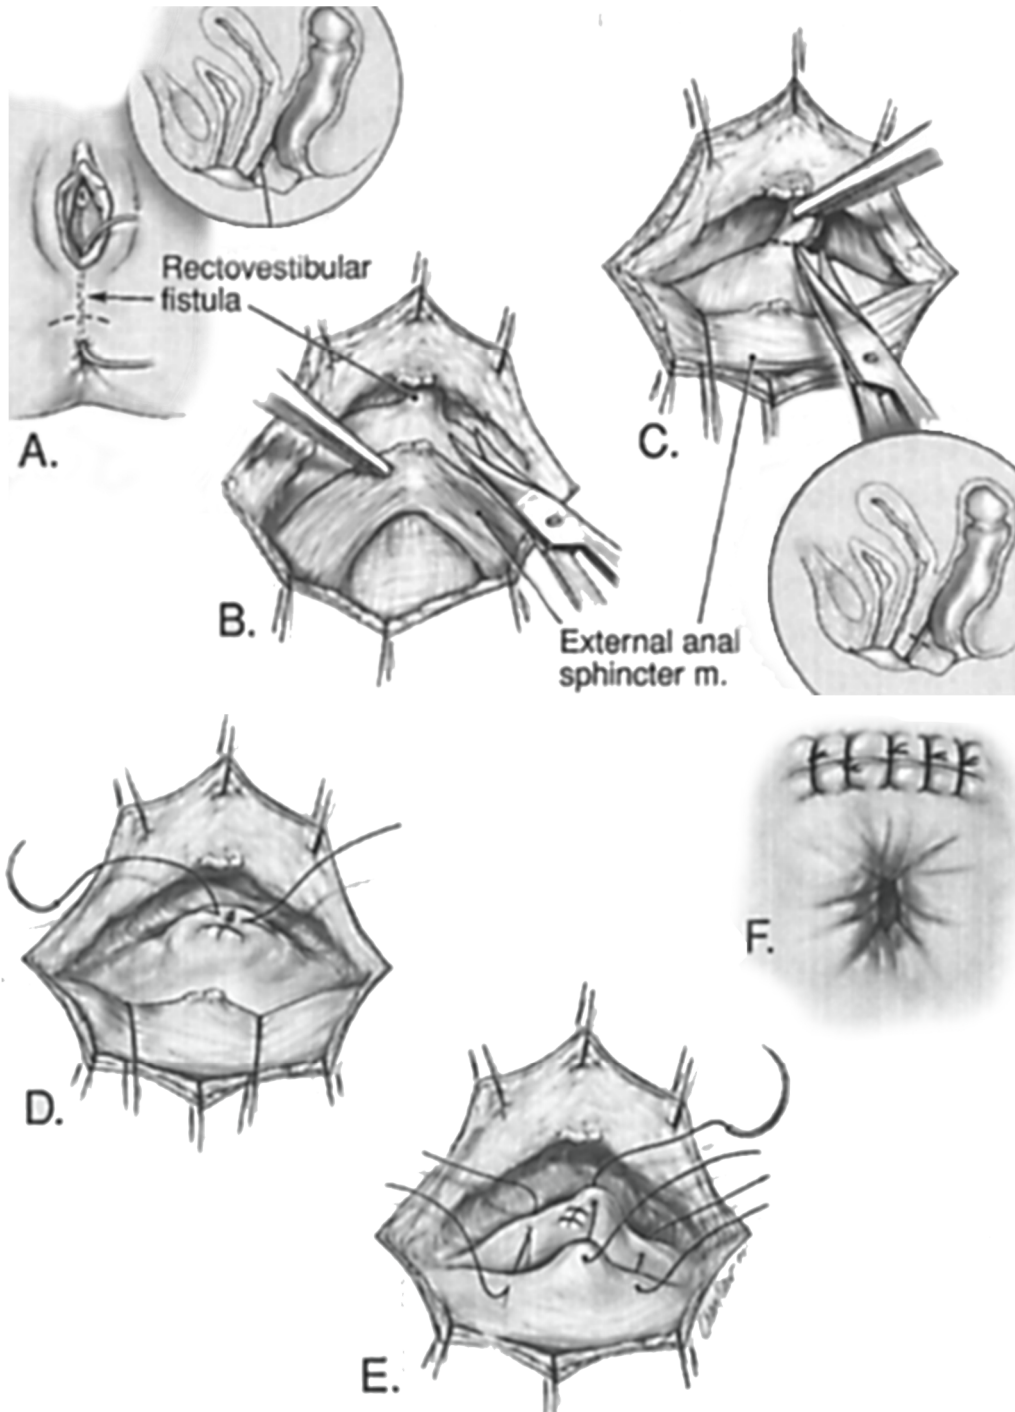 Rectovestibular
fistula
A.
B.
C.
External anal
sphincter m.
D.
E.
F.